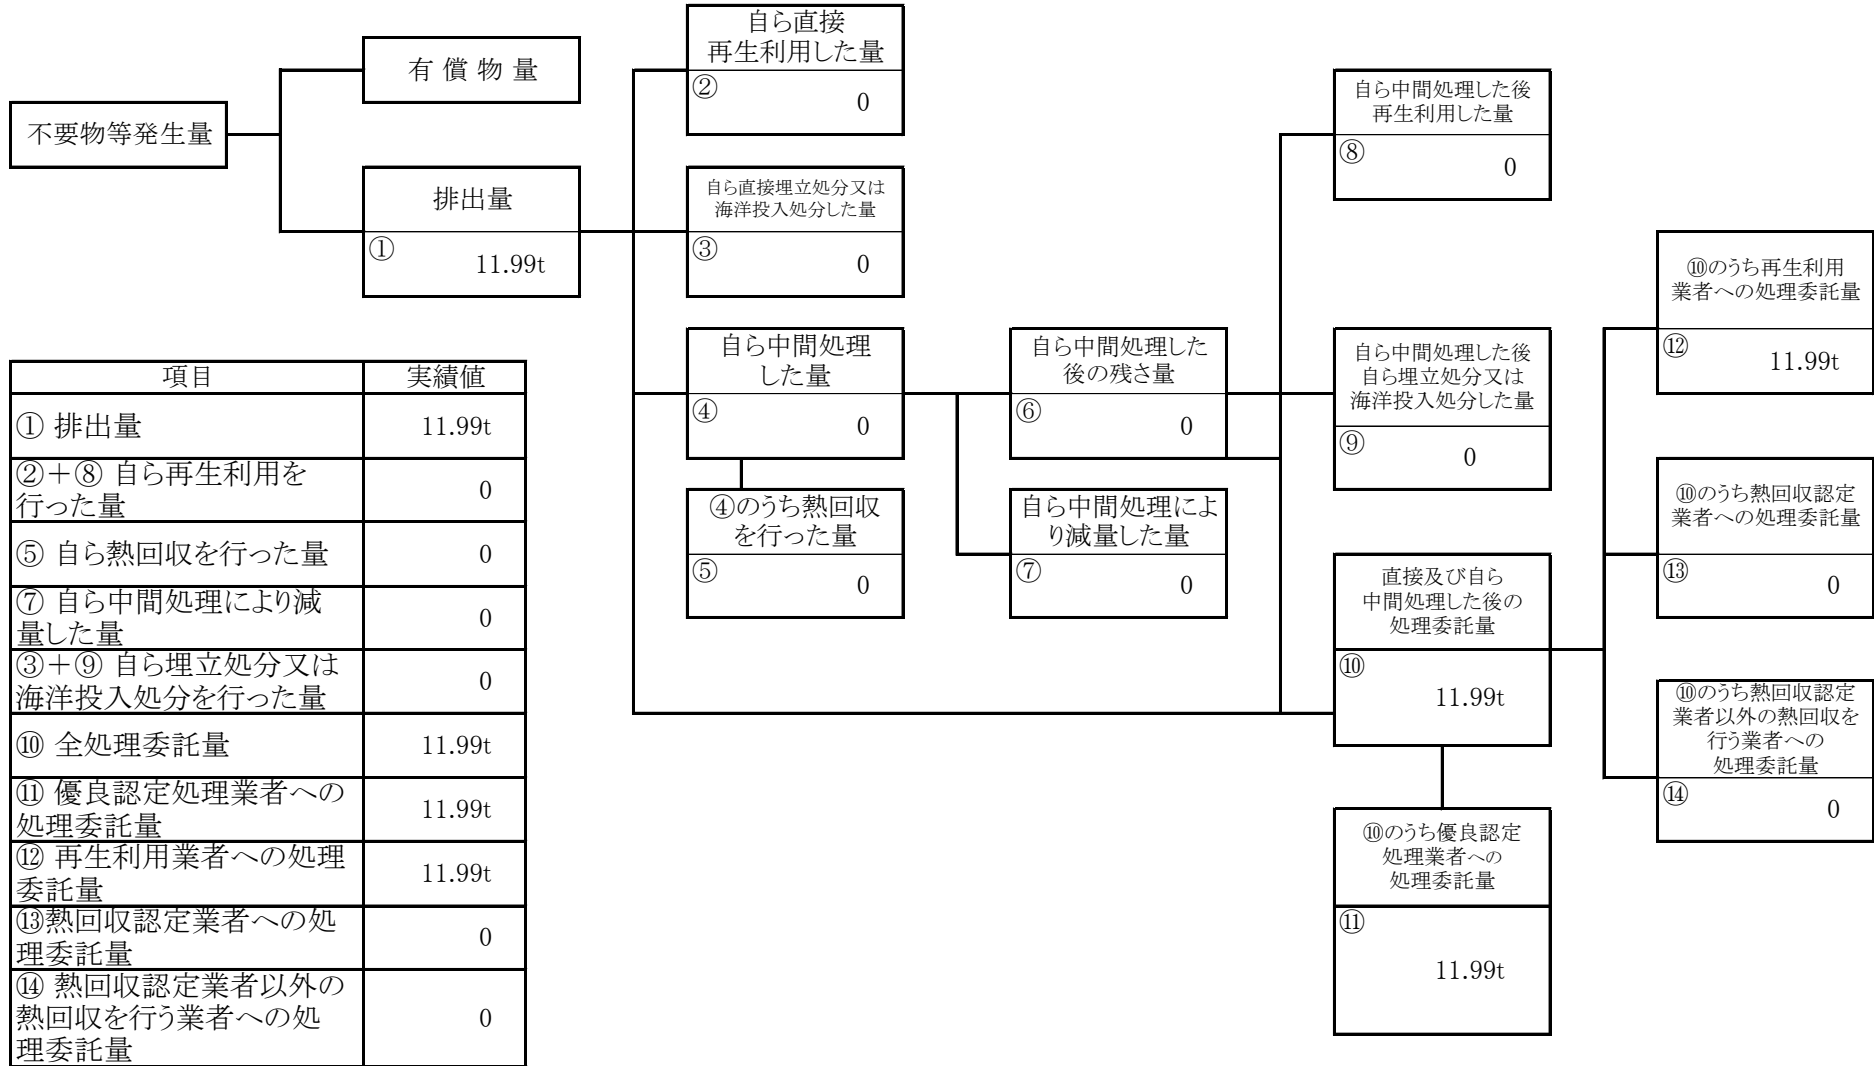 不要物等発生量
有 償 物 量
排出量
①
11.99t
自ら直接
再生利用した量
②
0
自ら直接埋立処分又は
海洋投入処分した量
③
0
自ら中間処理
した量
④
0
④のうち熱回収
を行った量
⑤
0
自ら中間処理した
後の残さ量
⑥
0
自ら中間処理によ
り減量した量
⑦
0
自ら中間処理した後
再生利用した量
⑧
0
自ら中間処理した後
自ら埋立処分又は
海洋投入処分した量
⑨
0
直接及び自ら
中間処理した後の
処理委託量
⑩
11.99t
⑩のうち優良認定
処理業者への
処理委託量
⑪
11.99t
⑩のうち再生利用
業者への処理委託量
⑫
11.99t
⑩のうち熱回収認定
業者への処理委託量
⑬
0
⑩のうち熱回収認定
業者以外の熱回収を
行う業者への
処理委託量
⑭
0
項目 実績値
① 排出量 11.99t
②＋⑧ 自ら再生利用を
行った量
0
⑤ 自ら熱回収を行った量 0
⑦ 自ら中間処理により減
量した量
0
③＋⑨ 自ら埋立処分又は
海洋投入処分を行った量
0
⑩ 全処理委託量 11.99t
⑪ 優良認定処理業者への
処理委託量
11.99t
⑫ 再生利用業者への処理
委託量
11.99t
⑬熱回収認定業者への処
理委託量
0
⑭ 熱回収認定業者以外の
熱回収を行う業者への処
理委託量
0